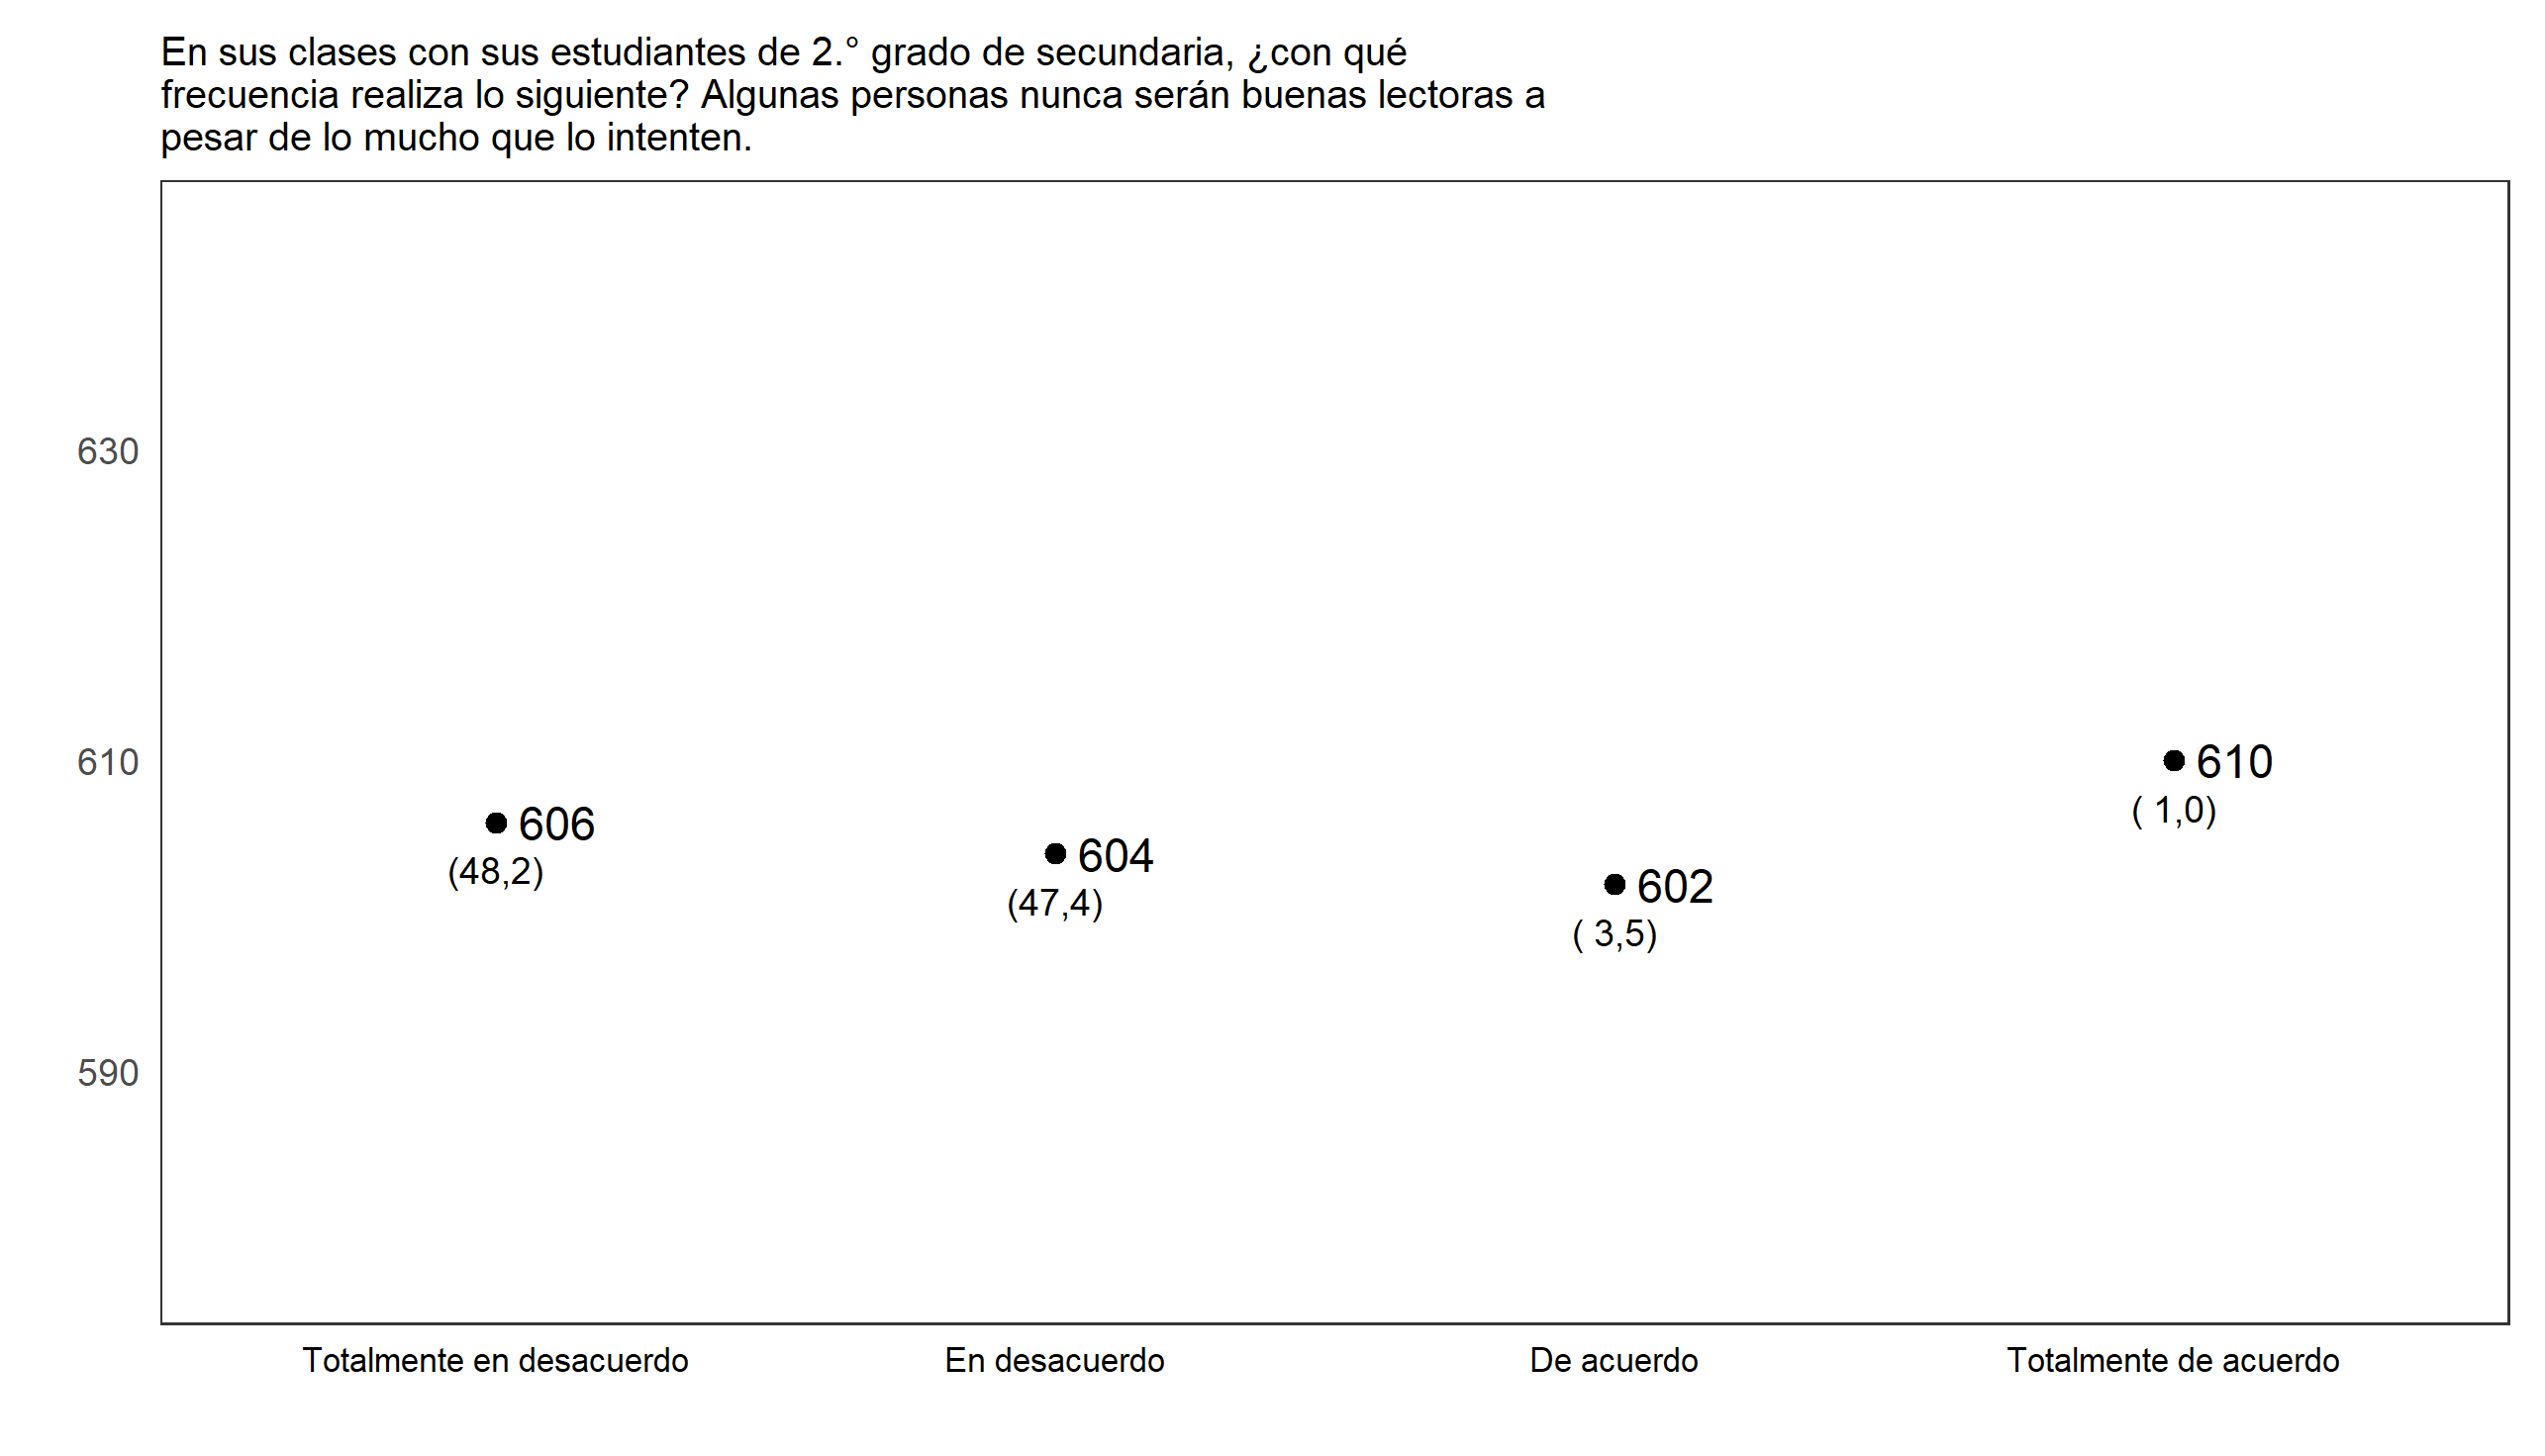 En sus clases con sus estudiantes de 2.° grado de secundaria, ¿con qué
frecuencia realiza lo siguiente? Algunas personas nunca serán buenas lectoras a
pesar de lo mucho que lo intenten.
630
610
590
606
(48,2)
604
(47,4)
602
( 3,5)
610
( 1,0)
Totalmente en desacuerdo
En desacuerdo
De acuerdo
Totalmente de acuerdo